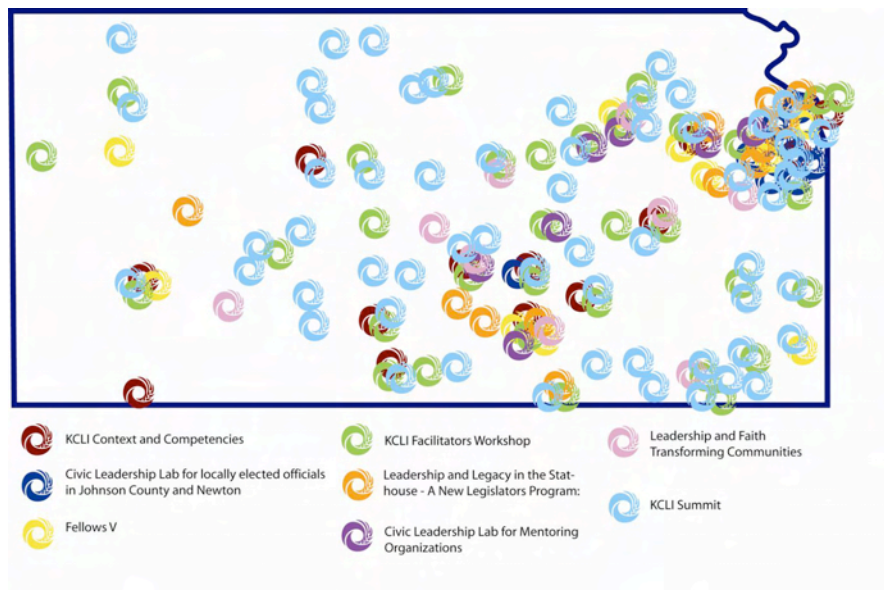 KCLI Context and Competencies
Civic Leadership Lab for locally elected officials
in Johnson County and Newton
Fellows V
KCLI Facilitators Workshop
Leadership and Legacy in the Stat-
house - A New Legislators Program:
Civic Leadership Lab for Mentoring
Organizations
Leadership and Faith
Transforming Communities
KCLI Summit